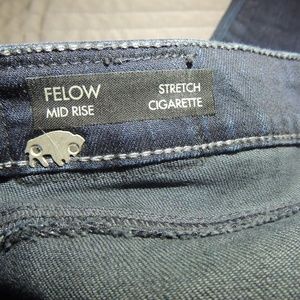 FELOW
MID RISE
STRETCH
CIGARETTE